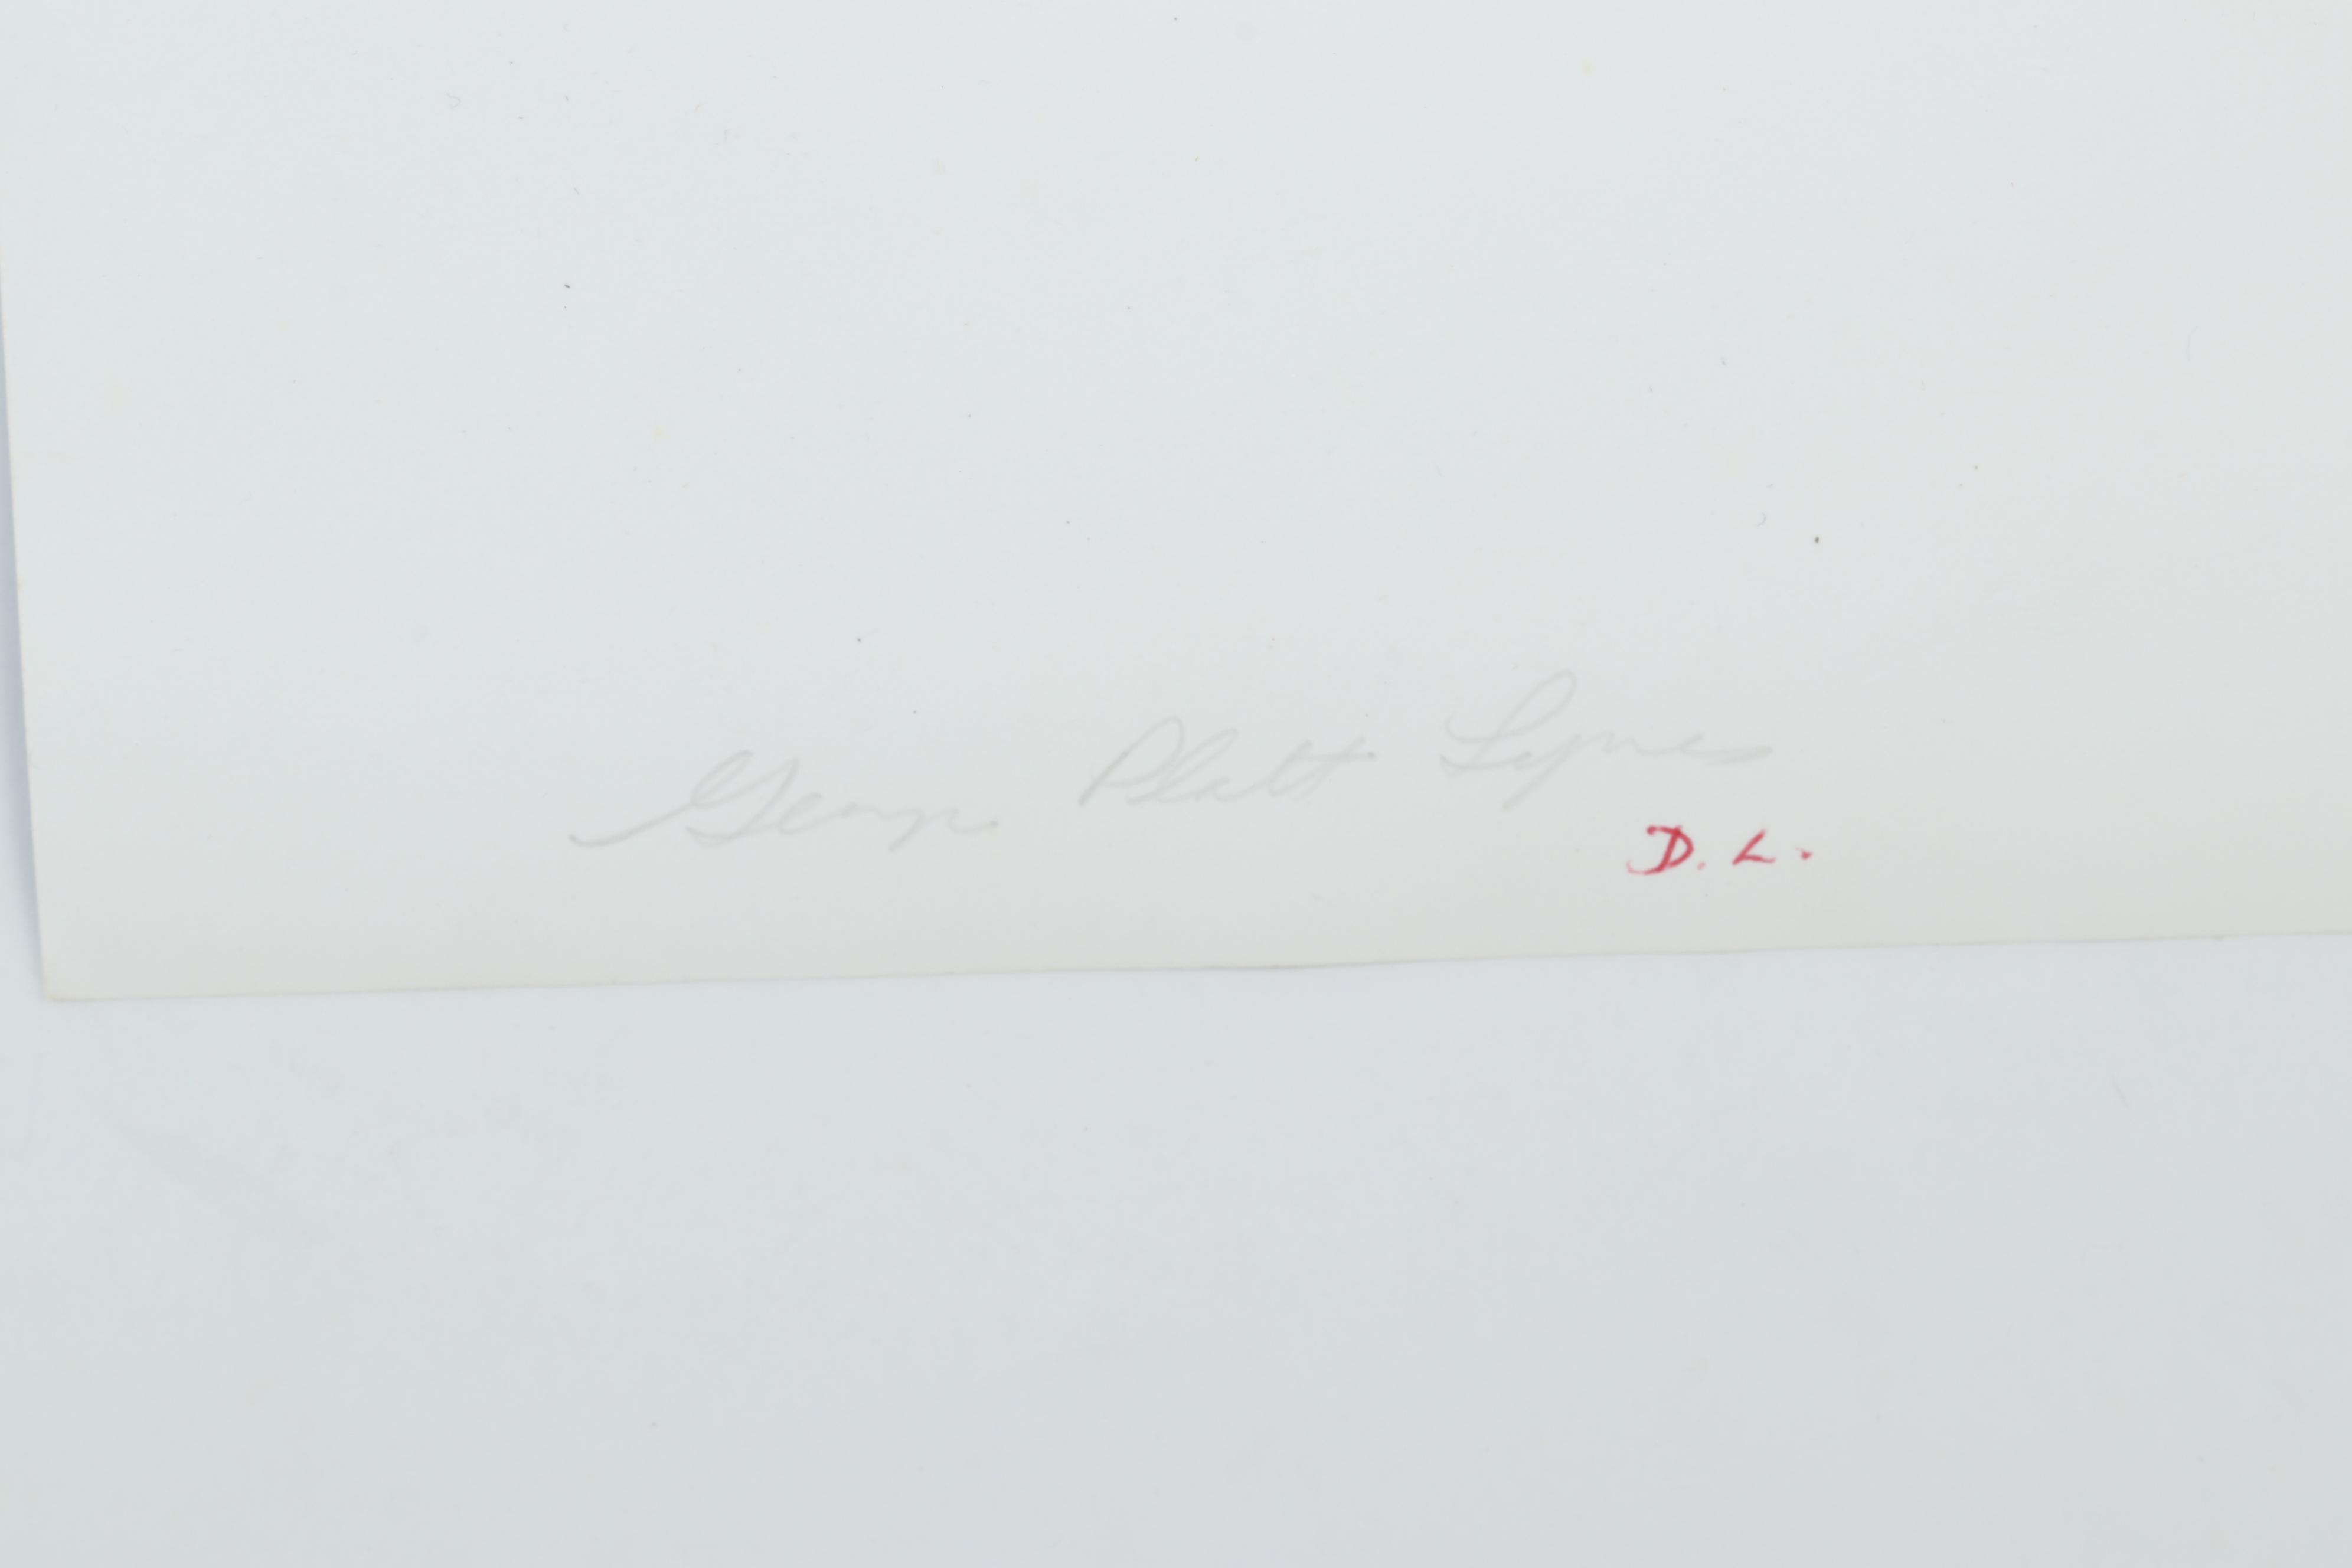 George Platt Lynes
D. L.